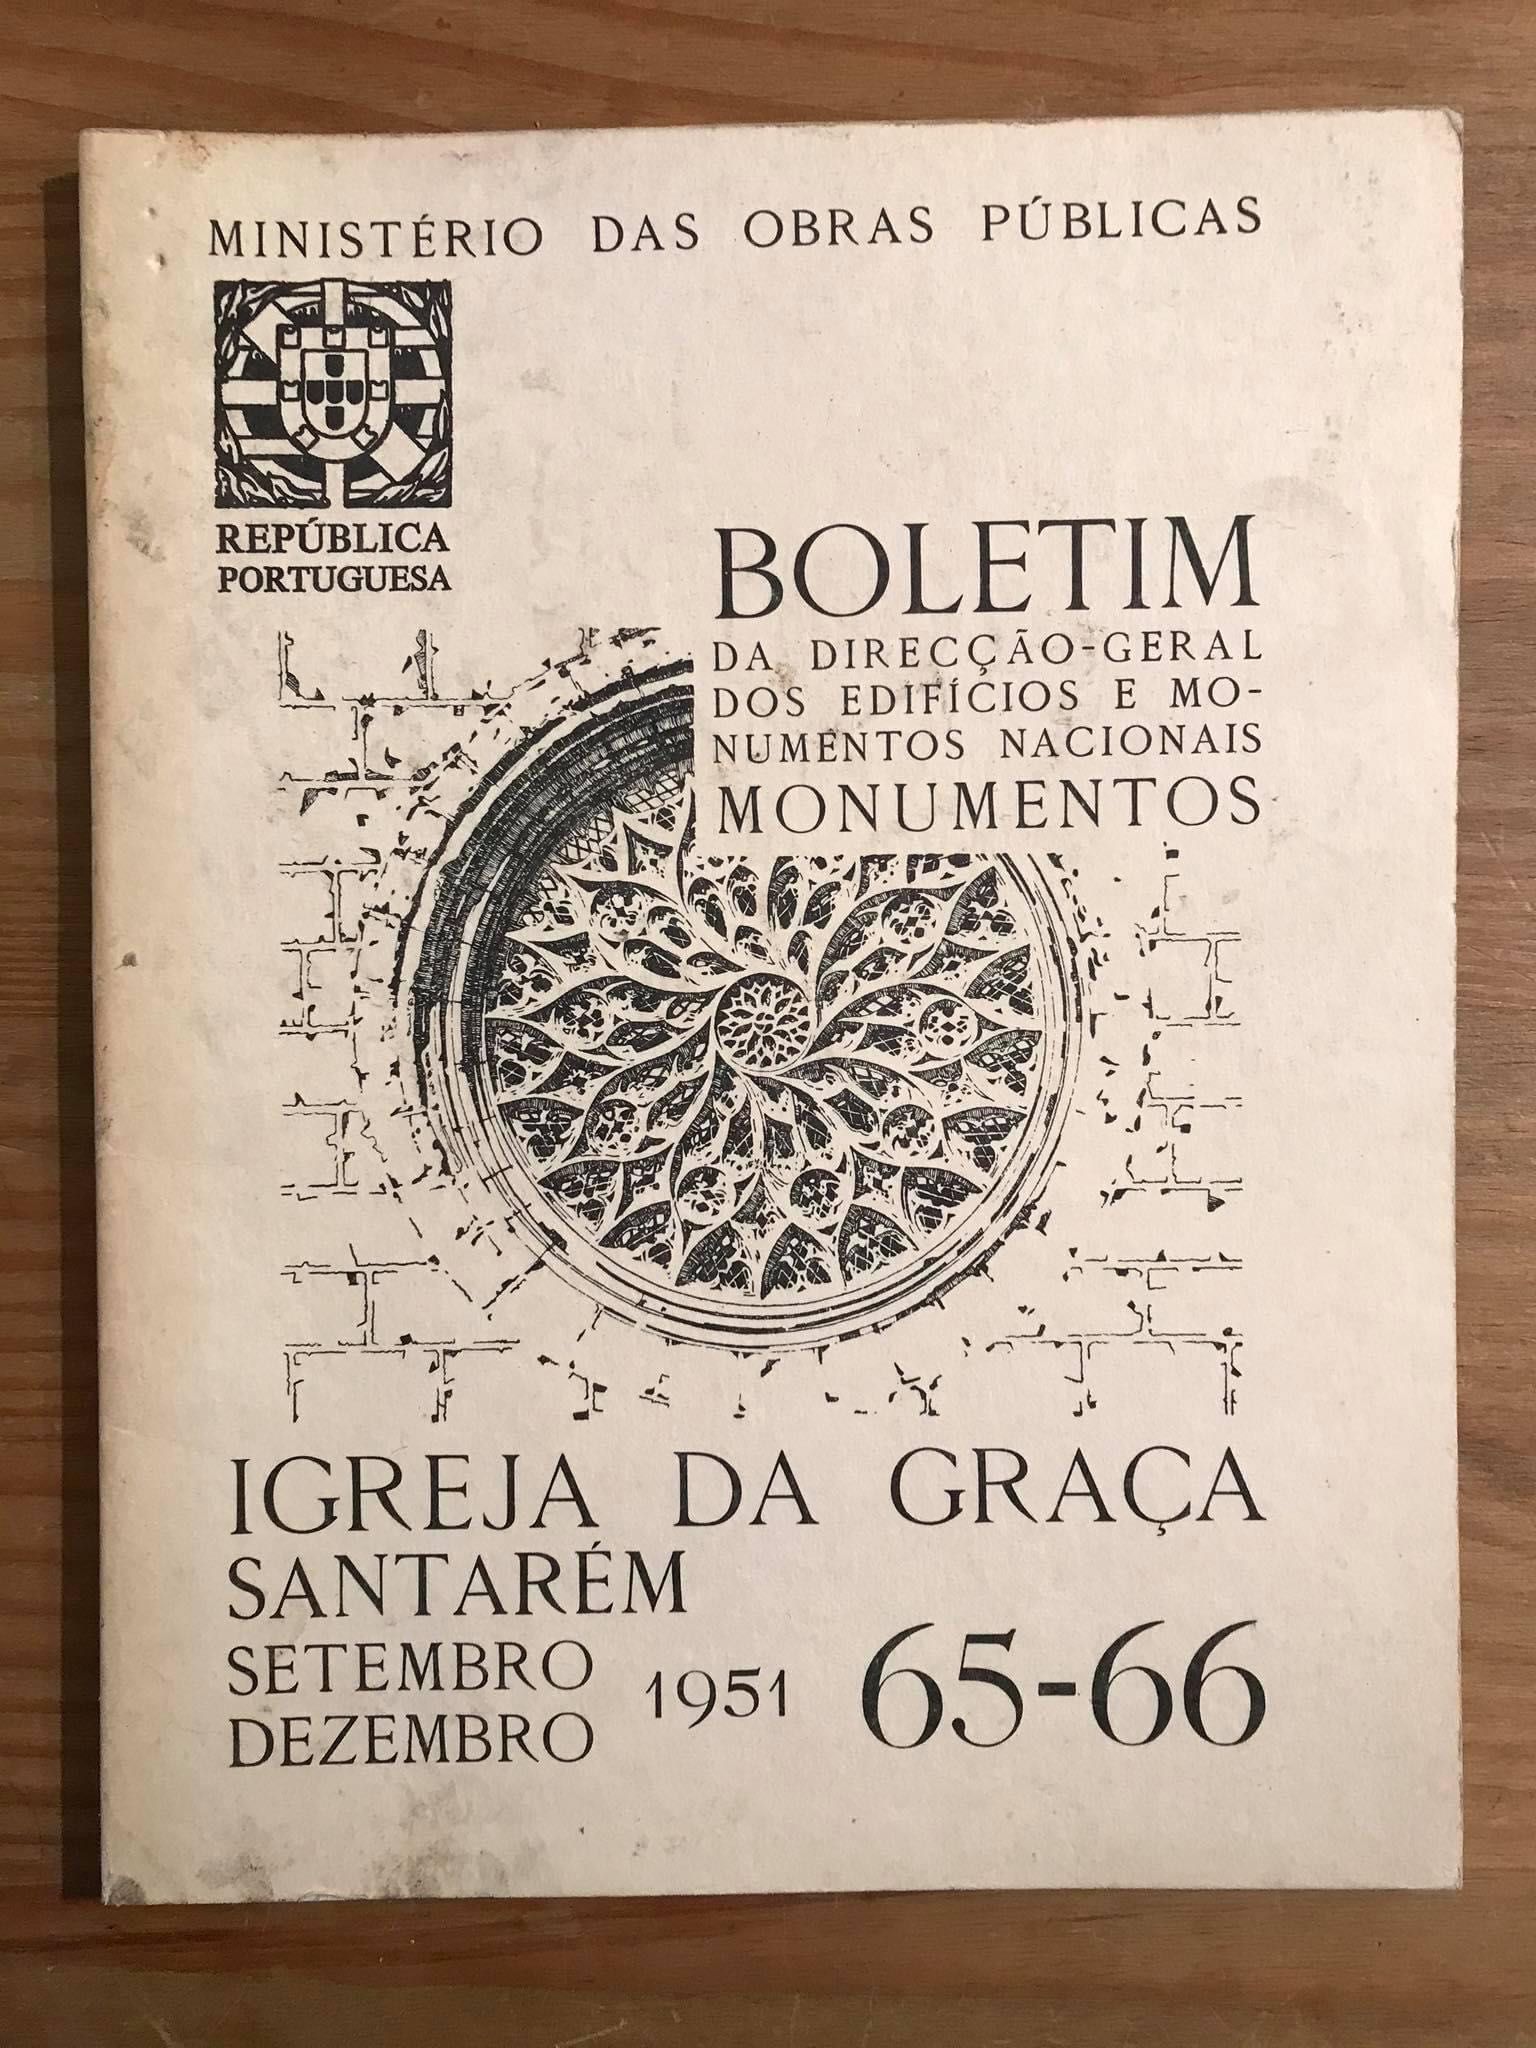 MINISTÉRIO DAS OBRAS PÚBLICAS
REPÚBLICA
PORTUGUESA
BOLETIM
DA DIRECÇÃO-GERAL
DOS EDIFÍCIOS E MO-
NUMENTOS NACIONAIS
MONUMENTOS
IGREJA DA GRAÇA
SANTARÉM
SETEMBRO
DEZEMBRO
1951
65-66